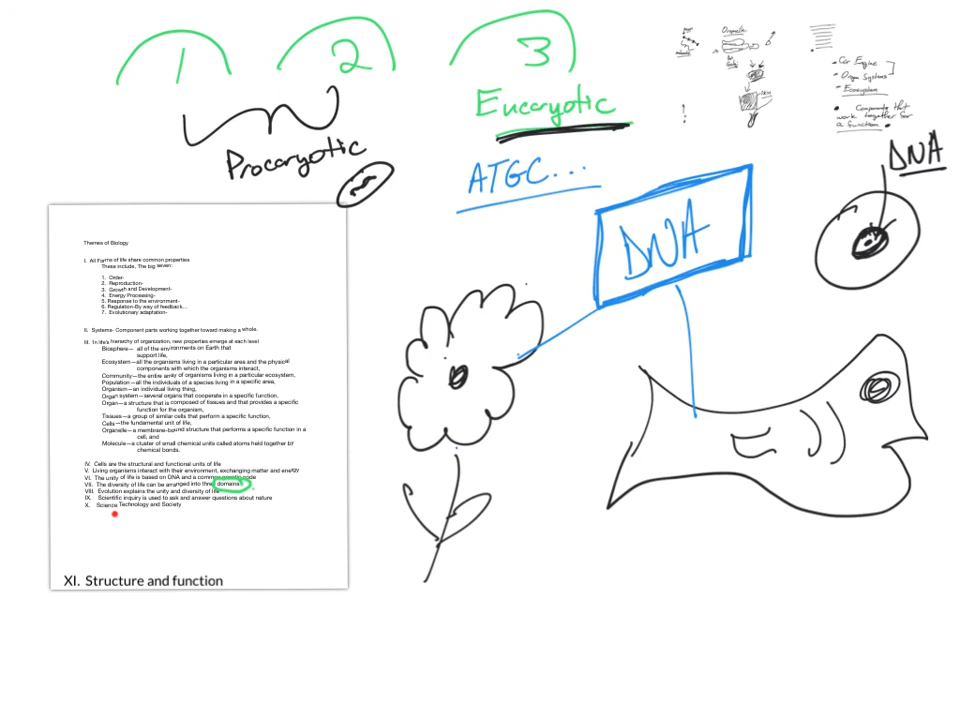 1 2 3
Organelle
Car Engine
Organ Systems
Ecosystem
Components that
work together for
a function.
Eucaryotic
Procaryotic
ATGC...
DNA
DNA
Themes of Biology
I. All Forms of life share common properties
These include, The big seven:
1. Order-
2. Reproduction-
3. Growth and Development-
4. Energy Processing-
5. Response to the environment-
6. Regulation-By way of feedback...
7. Evolutionary adaptation-
II. Systems- Component parts working together toward making a whole.
III. In life's hierarchy of organization, new properties emerge at each level
Biosphere— all of the environments on Earth that
support life,
Ecosystem—all the organisms living in a particular area and the physical
components with which the organisms interact,
Community—the entire array of organisms living in a particular ecosystem,
Population—all the individuals of a species living in a specific area,
Organism—an individual living thing,
Organ system—several organs that cooperate in a specific function,
Organ—a structure that is composed of tissues and that provides a specific
function for the organism,
Tissues—a group of similar cells that perform a specific function,
Cells—the fundamental unit of life,
Organelle—a membrane-bound structure that performs a specific function in a
cell, and
Molecule—a cluster of small chemical units called atoms held together by
chemical bonds.
IV. Cells are the structural and functional units of life
V. Living organisms interact with their environment, exchanging matter and energy
VI. The unity of life is based on DNA and a common genetic code
VII. The diversity of life can be arranged into three domains
VIII. Evolution explains the unity and diversity of life
IX. Scientific inquiry is used to ask and answer questions about nature
X. Science Technology and Society
XI. Structure and function